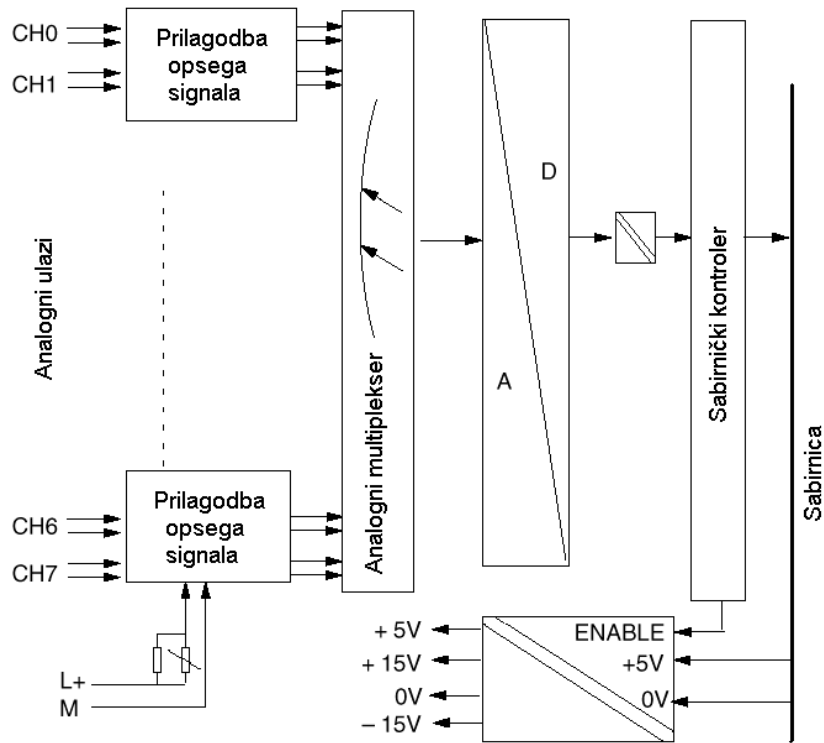 CH0
CH1
Prilagodba
opsega
signala
Analogni ulazi
Analogni multiplekser
D
A
Sabirnički kontroler
Sabirnica
CH6
CH7
Prilagodba
opsega
signala
L+
M
+ 5V
+ 15V
0V
– 15V
ENABLE
+5V
0V